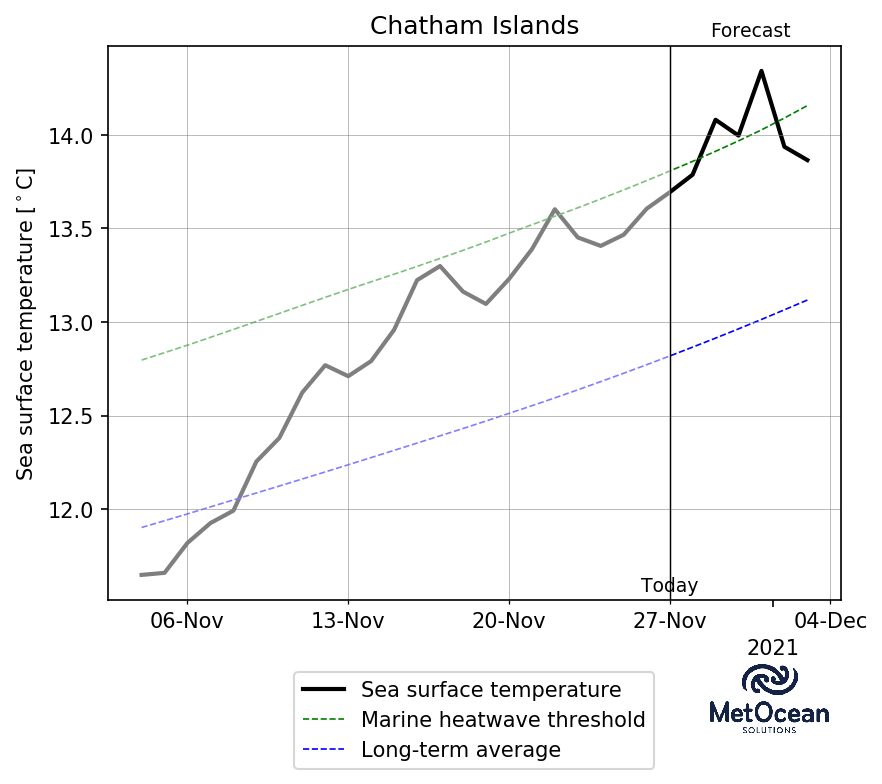 Chatham Islands
Forecast
Sea surface temperature [°C]
14.0
13.5
13.0
12.5
12.0
Today
06-Nov 13-Nov 20-Nov 27-Nov 04-Dec
2021
Sea surface temperature
Marine heatwave threshold
Long-term average
MetOcean
SOLUTIONS